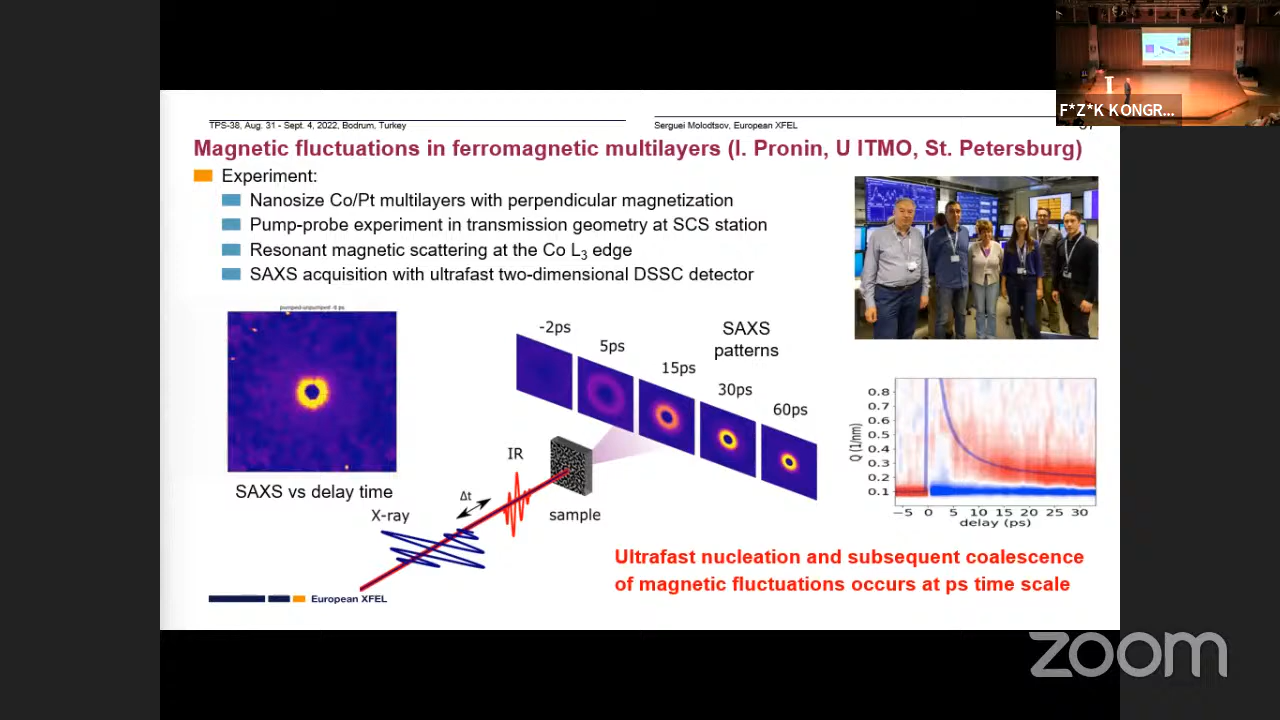 F*Z*K KONGR...
TPS-38, Aug. 31 - Sept. 4, 2022, Bodrum, Turkey
Serguei Molodtsov, European XFEL
Magnetic fluctuations in ferromagnetic multilayers (I. Pronin, U ITMO, St. Petersburg)
Experiment:
Nanosize Co/Pt multilayers with perpendicular magnetization
Pump-probe experiment in transmission geometry at SCS station
Resonant magnetic scattering at the Co L3 edge
SAXS acquisition with ultrafast two-dimensional DSSC detector
SAXS vs delay time
-2ps
5ps
15ps
30ps
60ps
SAXS
patterns
IR
Δt
X-ray
sample
Q (1/nm)
0.8
0.7
0.6
0.5
0.4
0.3
0.2
0.1
−5 0 5 10 15 20 25 30
delay (ps)
Ultrafast nucleation and subsequent coalescence
of magnetic fluctuations occurs at ps time scale
European XFEL
zoom